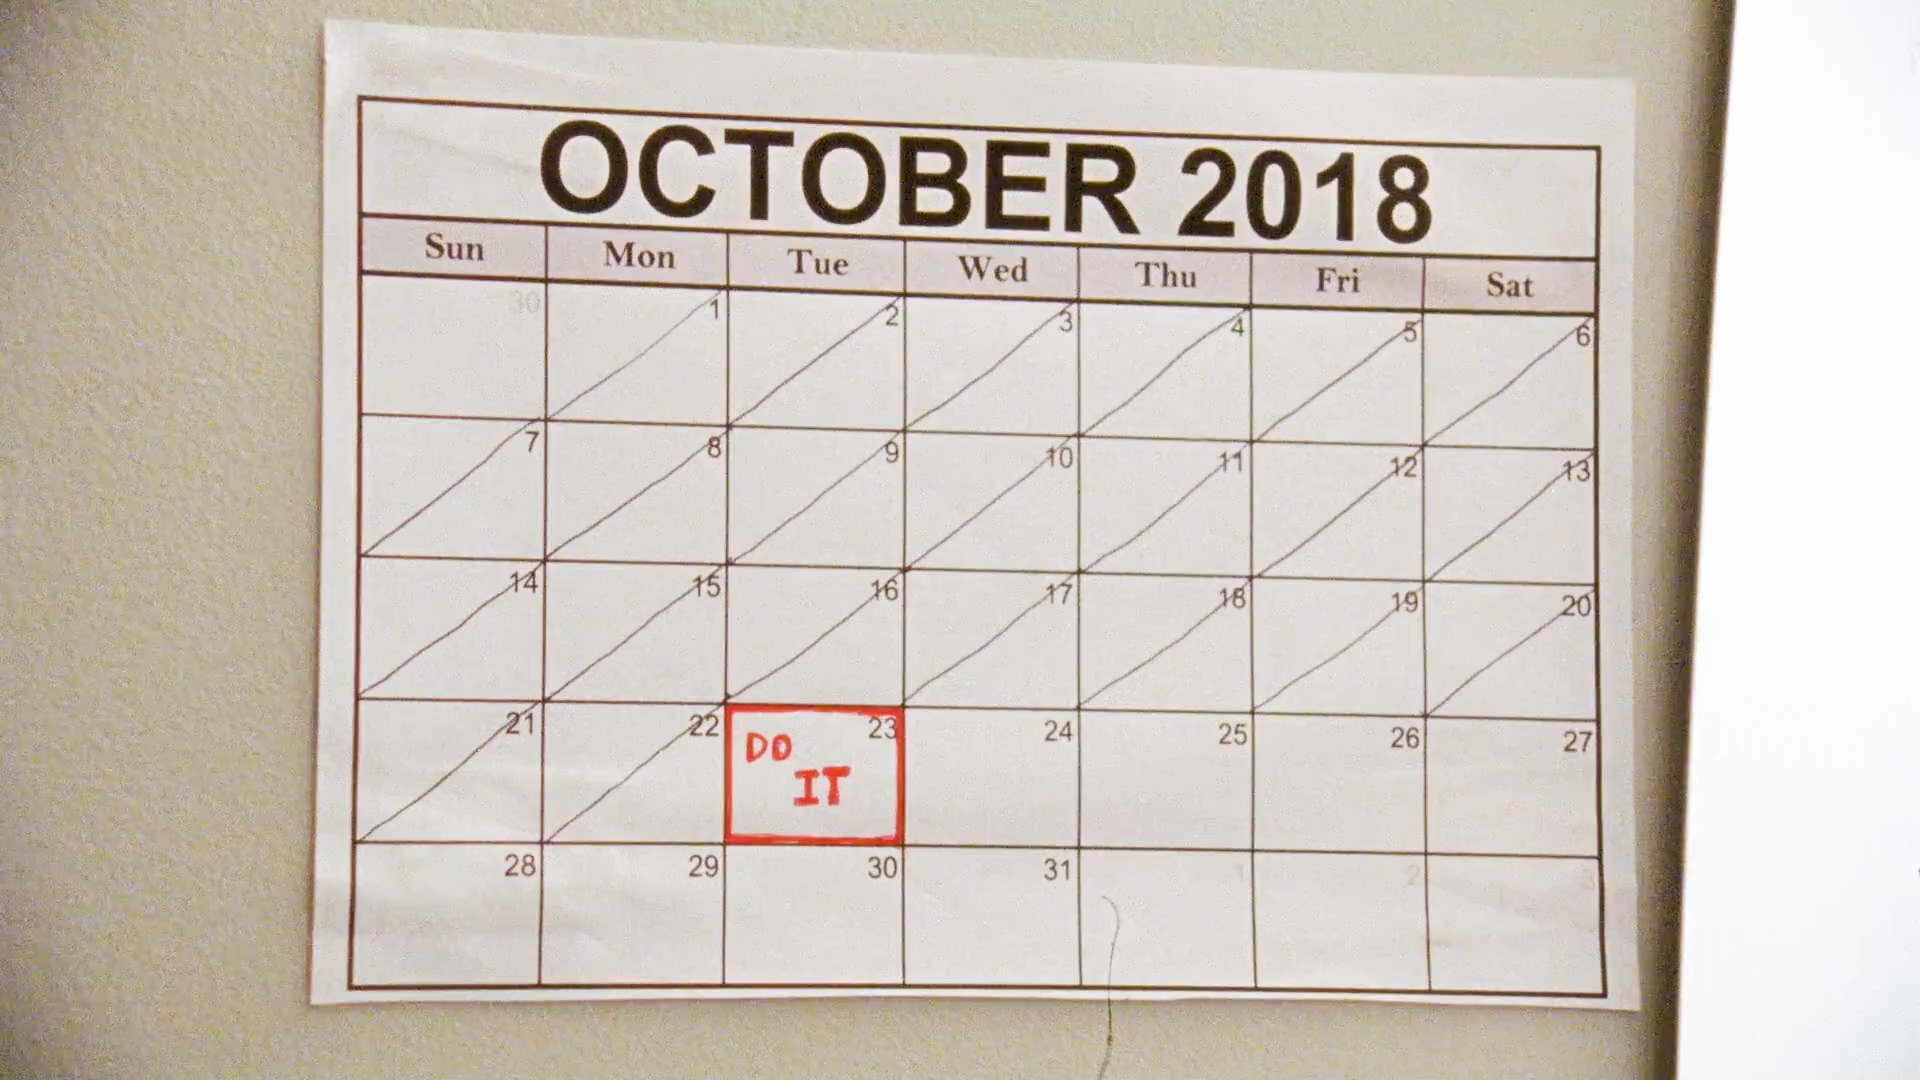 OCTOBER 2018
Sun Mon Tue Wed Thu Fri Sat
30 1 2 3 4 5 6
7 8 9 10 11 12 13
14 15 16 17 18 19 20
21 22 23 24 25 26 27
DO
IT
28 29 30 31 1 2 3